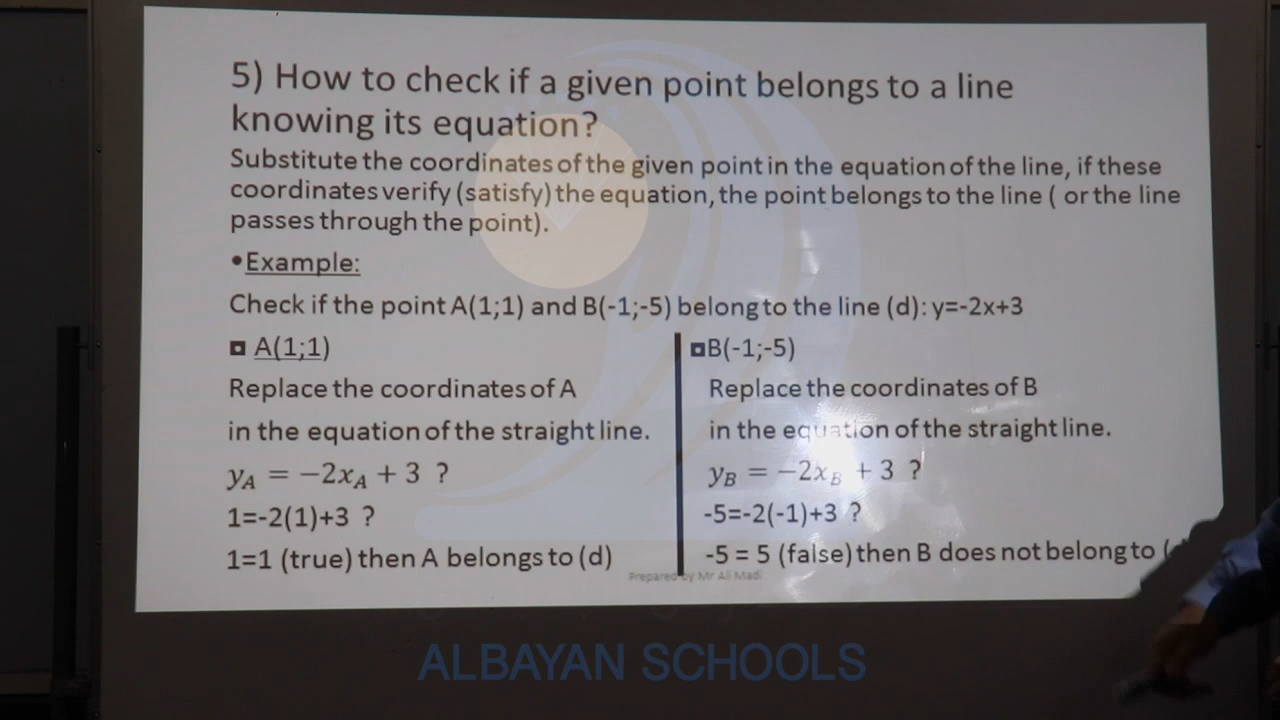 5) How to check if a given point belongs to a line
knowing its equation?
Substitute the coordinates of the given point in the equation of the line, if these
coordinates verify (satisfy) the equation, the point belongs to the line ( or the line
passes through the point).
•Example:
Check if the point A(1;1) and B(-1;-5) belong to the line (d): y=-2x+3
A(1;1)
Replace the coordinates of A
in the equation of the straight line.
y_A = −2x_A + 3 ?
1=-2(1)+3 ?
1=1 (true) then A belongs to (d)
B(-1;-5)
Replace the coordinates of B
in the equation of the straight line.
y_B = −2x_B + 3 ?
-5=-2(-1)+3 ?
-5 = 5 (false) then B does not belong to (
Prepared by Mr Ali Madi
ALBAYAN SCHOOLS